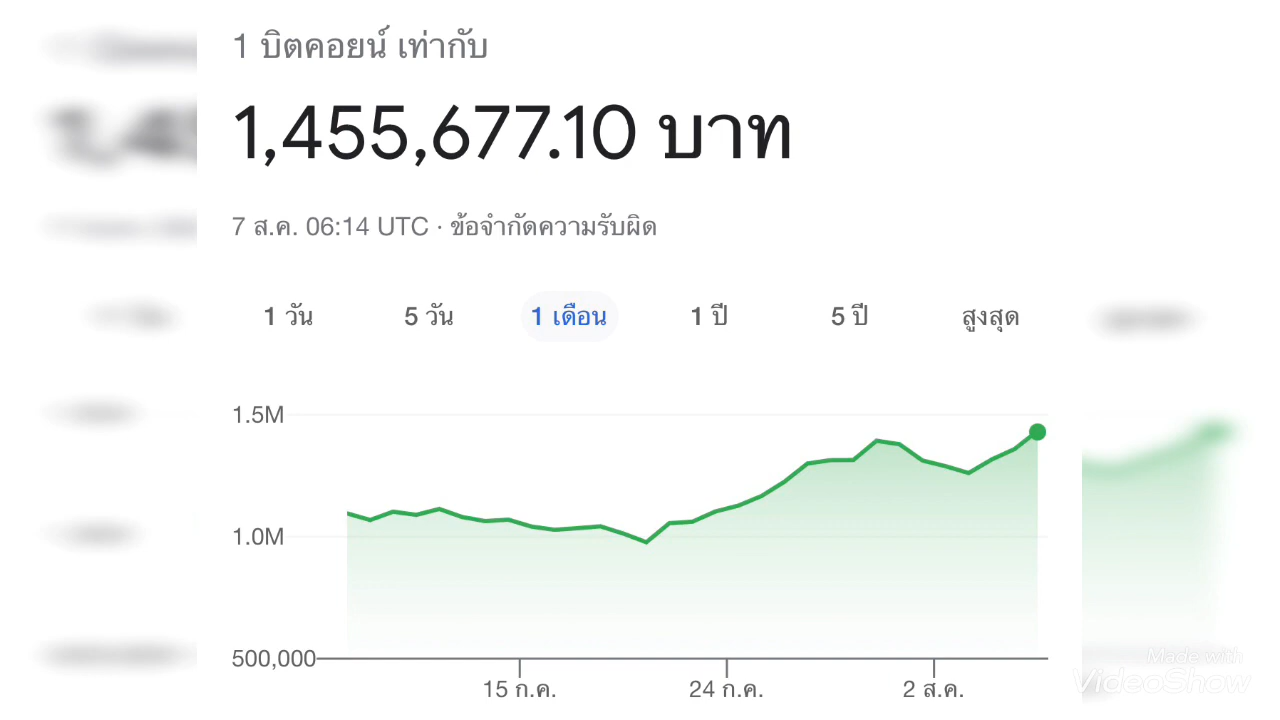 1 บิตคอยน์ เท่ากับ
1,455,677.10 บาท
7 ส.ค. 06:14 UTC · ข้อจำกัดความรับผิด
1 วัน 5 วัน 1 เดือน 1 ปี 5 ปี สูงสุด
1.5M
1.0M
500,000
15 ก.ค. 24 ก.ค. 2 ส.ค.
Made with
VideoShow